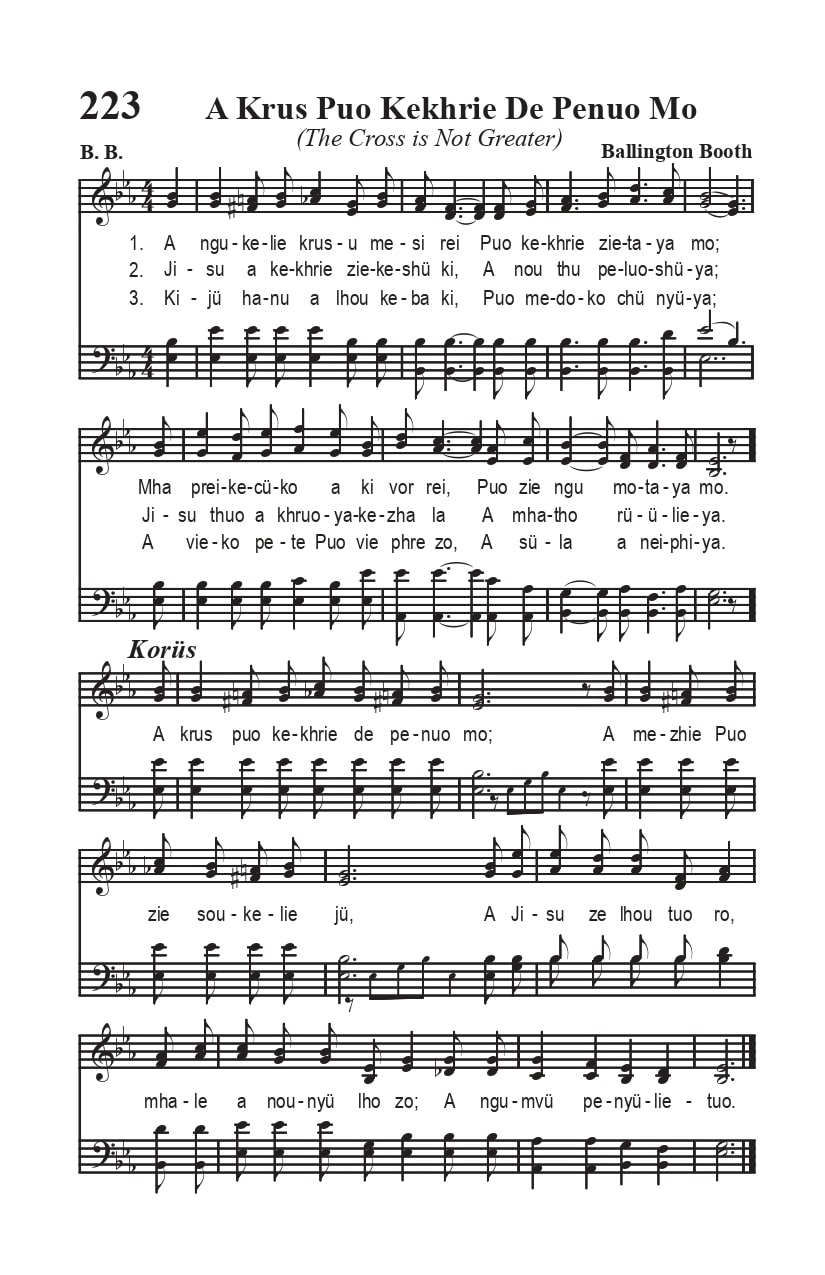 223 A Krus Puo Kekhrie De Penuo Mo
(The Cross is Not Greater)
B. B. Ballington Booth
1. A ngu - ke - lie krus - u me - si rei Puo ke - khrie zie - ta - ya mo;
2. Ji - su a ke - khrie zie - ke - shü ki, A nou thu pe - luo - shü - ya;
3. Ki - jü ha - nu a lhou ke - ba ki, Puo me - do - ko chü nyü - ya;
Mha prei - ke - cü - ko a ki vor rei, Puo zie ngu mo - ta - ya mo.
Ji - su thuo a khruo - ya - ke - zha la A mha - tho rü - ü - lie - ya.
A vie - ko pe - te Puo vie phre zo, A sü - la a nei - phi - ya.
Korüs
A krus puo ke - khrie de pe - nuo mo; A me - zhie Puo
zie sou - ke - lie jü, A Ji - su ze lhou tuo ro,
mha - le a nou - nyü lho zo; A ngu - mvü pe - nyü - lie - tuo.